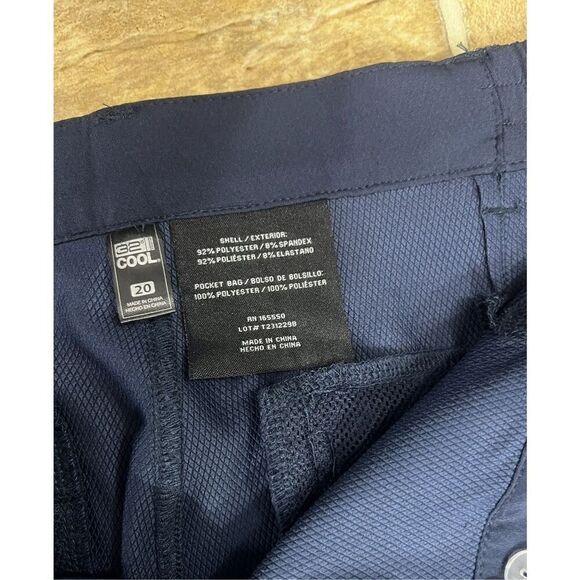 32°
COOL®
20
MADE IN CHINA
HECHO EN CHINA
SHELL/EXTERIOR:
92% POLYESTER/8% SPANDEX
92% POLIÉSTER/8% ELASTANO
POCKET BAG/BOLSO DE BOLSILLO:
100% POLYESTER/100% POLIÉSTER
RN 165550
LOT# T231229B
MADE IN CHINA
HECHO EN CHINA